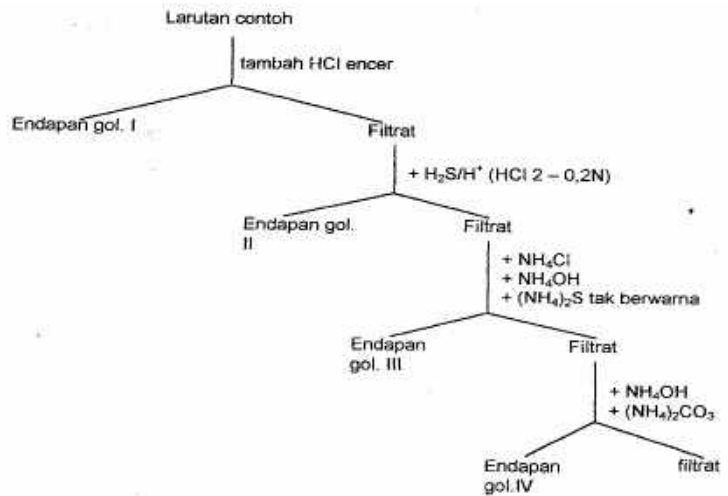 Larutan contoh
tambah HCl encer
Endapan gol. I
Filtrat
+ H₂S/H⁺ (HCl 2 – 0,2N)
Endapan gol.
II
Filtrat
+ NH₄Cl
+ NH₄OH
+ (NH₄)₂S tak berwarna
Endapan
gol. III
Filtrat
+ NH₄OH
+ (NH₄)₂CO₃
Endapan
gol.IV
filtrat